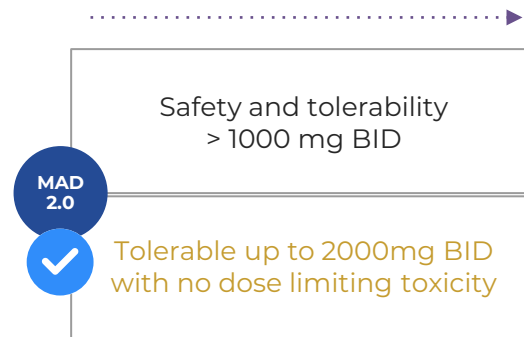 Safety and tolerability
> 1000 mg BID
MAD
2.0
Tolerable up to 2000mg BID
with no dose limiting toxicity